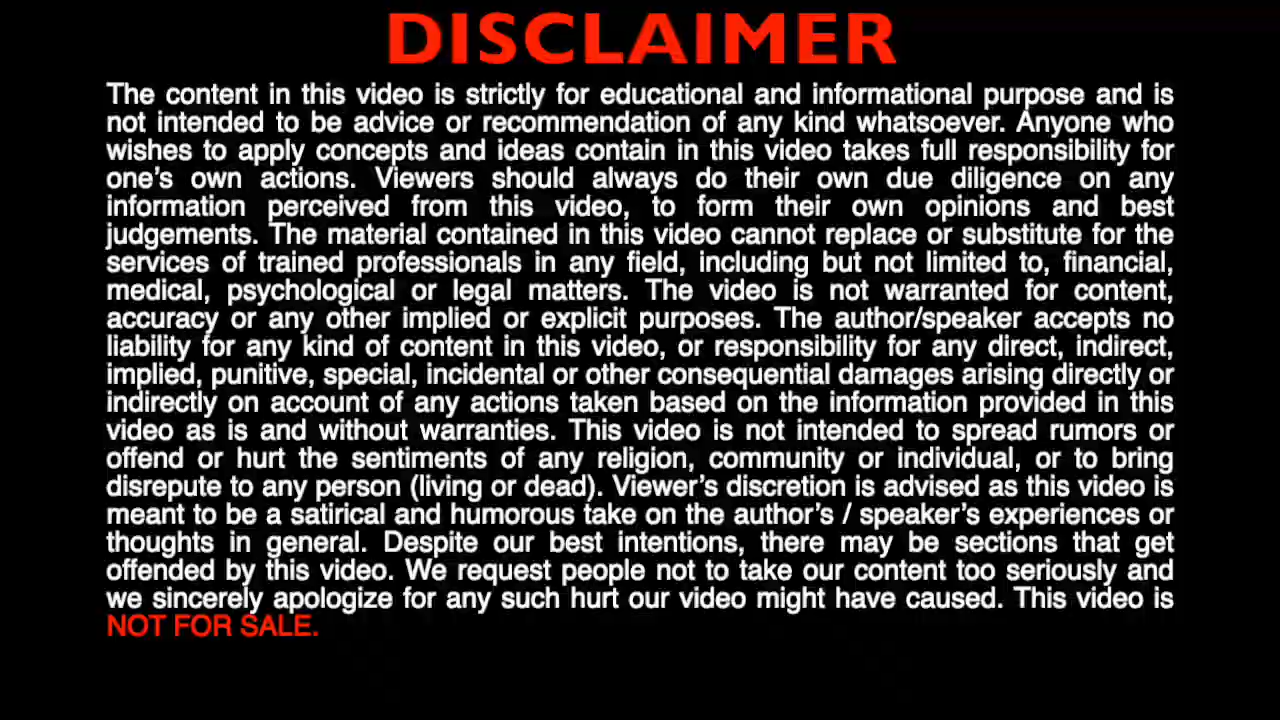 DISCLAIMER
The content in this video is strictly for educational and informational purpose and is
not intended to be advice or recommendation of any kind whatsoever. Anyone who
wishes to apply concepts and ideas contain in this video takes full responsibility for
one's own actions. Viewers should always do their own due diligence on any
information perceived from this video, to form their own opinions and best
judgements. The material contained in this video cannot replace or substitute for the
services of trained professionals in any field, including but not limited to, financial,
medical, psychological or legal matters. The video is not warranted for content,
accuracy or any other implied or explicit purposes. The author/speaker accepts no
liability for any kind of content in this video, or responsibility for any direct, indirect,
implied, punitive, special, incidental or other consequential damages arising directly or
indirectly on account of any actions taken based on the information provided in this
video as is and without warranties. This video is not intended to spread rumors or
offend or hurt the sentiments of any religion, community or individual, or to bring
disrepute to any person (living or dead). Viewer's discretion is advised as this video is
meant to be a satirical and humorous take on the author's / speaker's experiences or
thoughts in general. Despite our best intentions, there may be sections that get
offended by this video. We request people not to take our content too seriously and
we sincerely apologize for any such hurt our video might have caused. This video is
NOT FOR SALE.